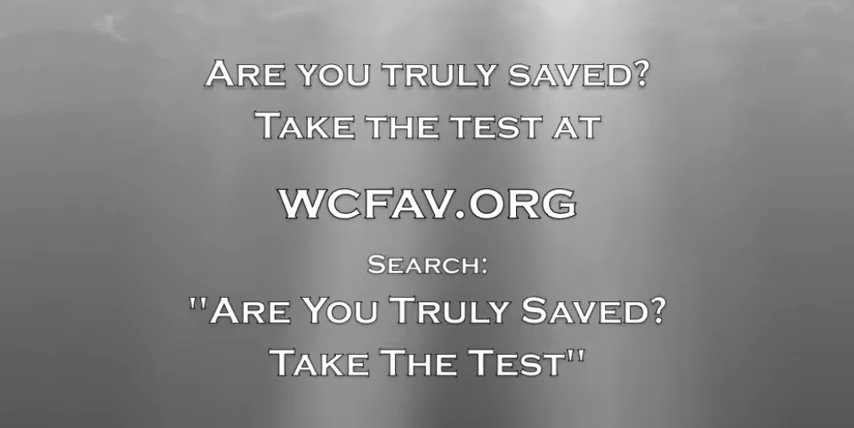 Are you truly saved?
Take the test at
wcfav.org
Search:
"Are You Truly Saved?
Take The Test"